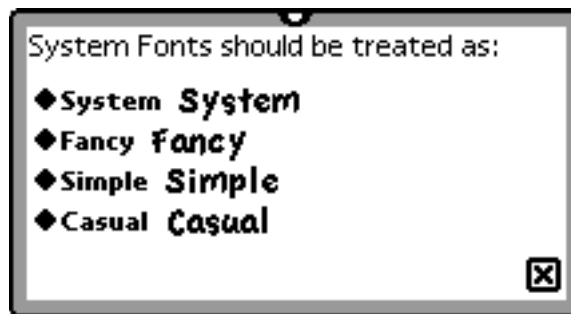 System Fonts should be treated as:
◆System System
◆Fancy Fancy
◆Simple Simple
◆Casual Casual